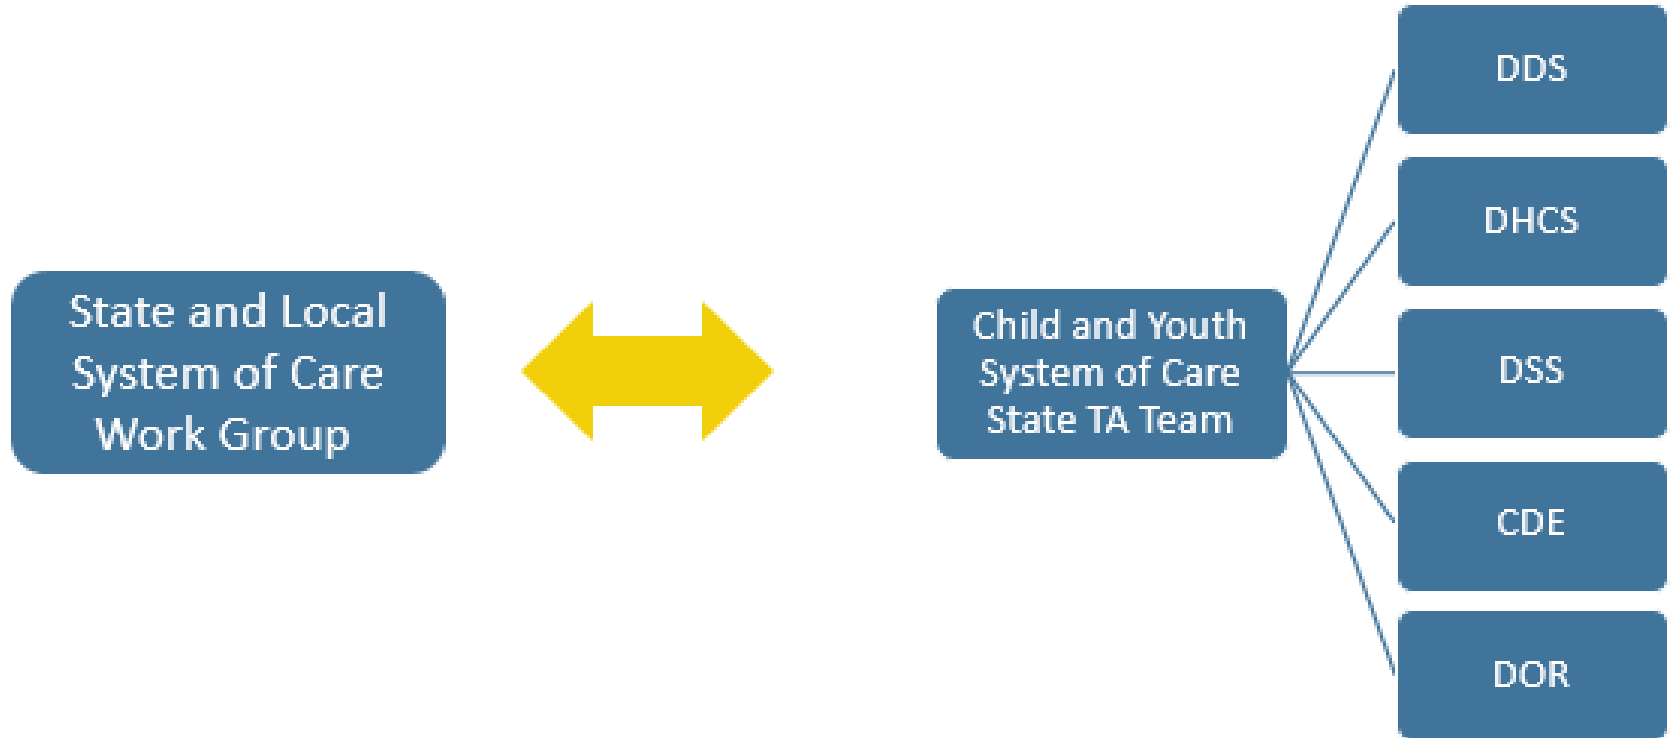 State and Local
System of Care
Work Group
Child and Youth
System of Care
State TA Team
DDS
DHCS
DSS
CDE
DOR